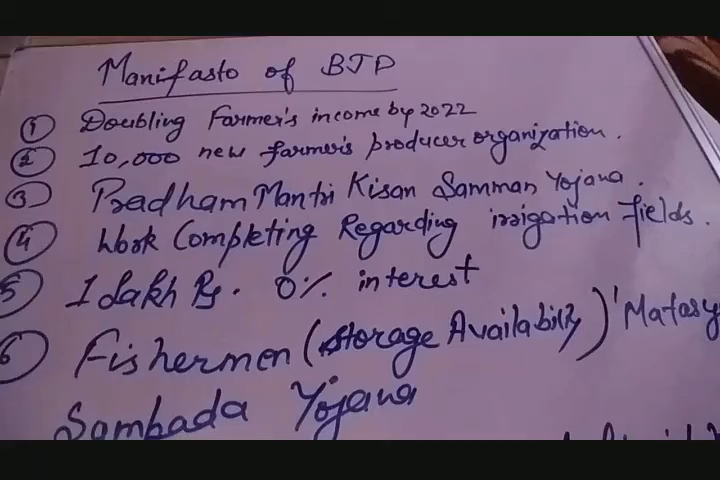 Manifasto of BJP
① Doubling Farmer's income by 2022
② 10,000 new farmer's producer organization.
③ Pradham Mantri Kisan Samman Yojana.
④ Work Completing Regarding irrigation fields.
5 1 Lakh Rs. 0% interest
6 Fishermen (storage Availability) 'Matasy
Sambada Yojana